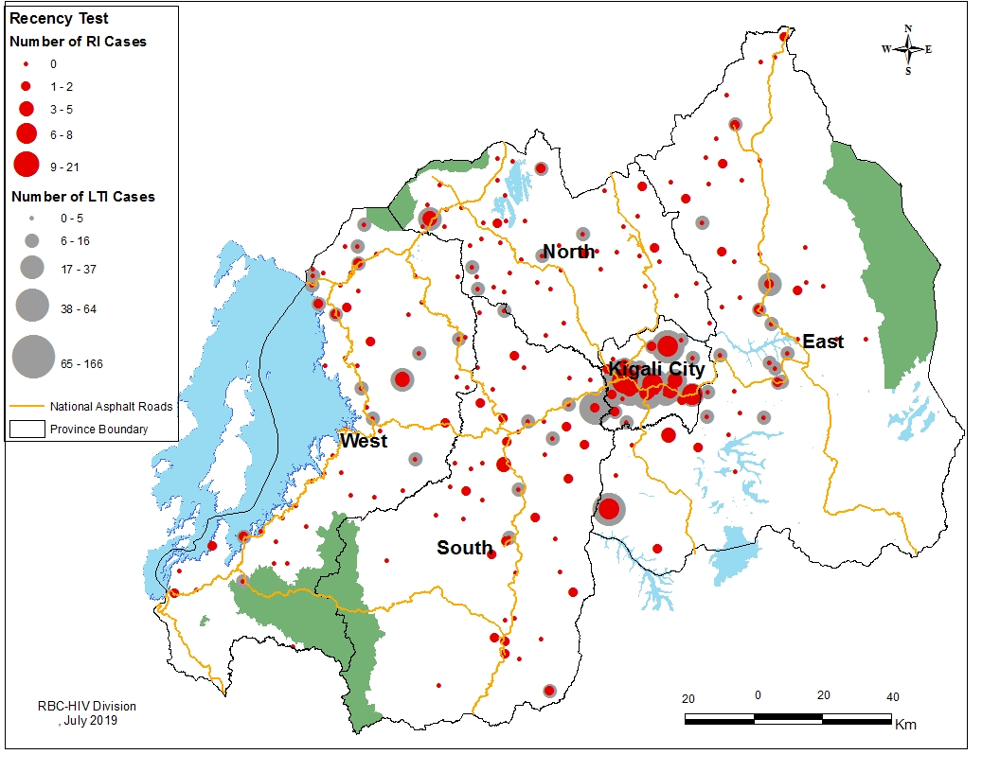 Recency Test
Number of RI Cases
0
1 - 2
3 - 5
6 - 8
9 - 21
Number of LTI Cases
0 - 5
6 - 16
17 - 37
38 - 64
65 - 166
National Asphalt Roads
Province Boundary
N
W E
S
North
East
Kigali City
West
South
RBC-HIV Division
, July 2019
20 0 20 40
Km